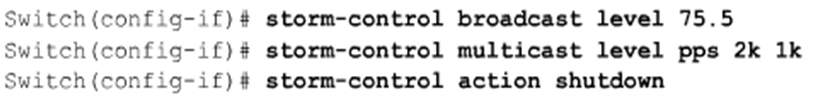 Switch(config-if)# storm-control broadcast level 75.5
Switch(config-if)# storm-control multicast level pps 2k 1k
Switch(config-if)# storm-control action shutdown